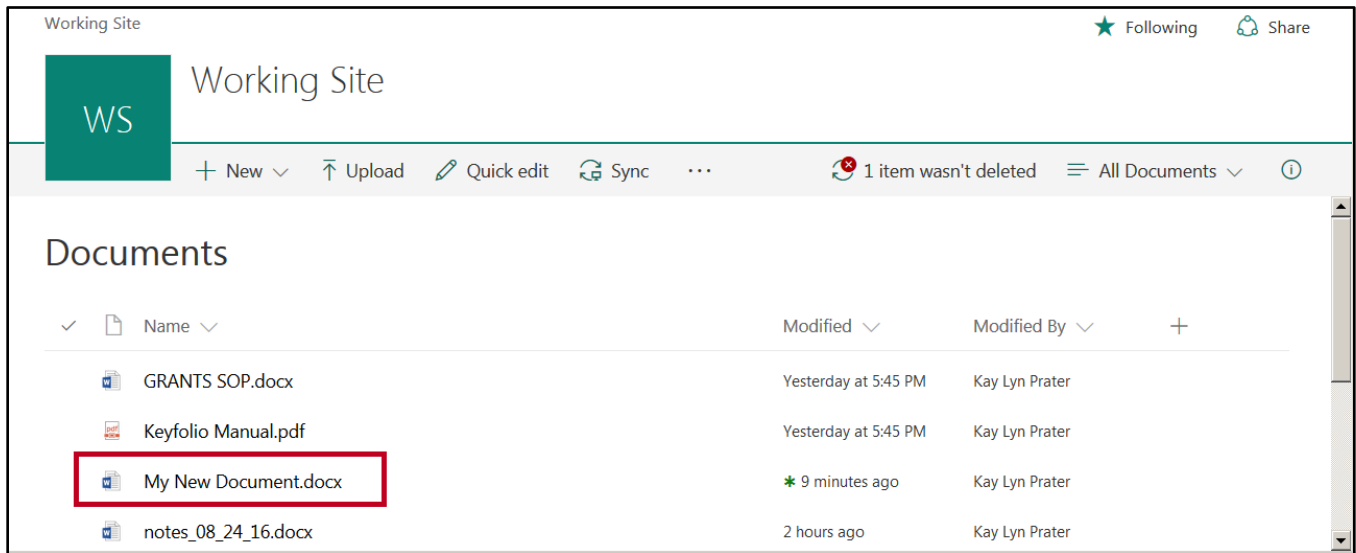 Working Site
Following Share
Working Site
WS
New Upload Quick edit Sync ... 1 item wasn't deleted All Documents
Documents
Name Modified Modified By
GRANTS SOP.docx Yesterday at 5:45 PM Kay Lyn Prater
Keyfolio Manual.pdf Yesterday at 5:45 PM Kay Lyn Prater
My New Document.docx 9 minutes ago Kay Lyn Prater
notes_08_24_16.docx 2 hours ago Kay Lyn Prater